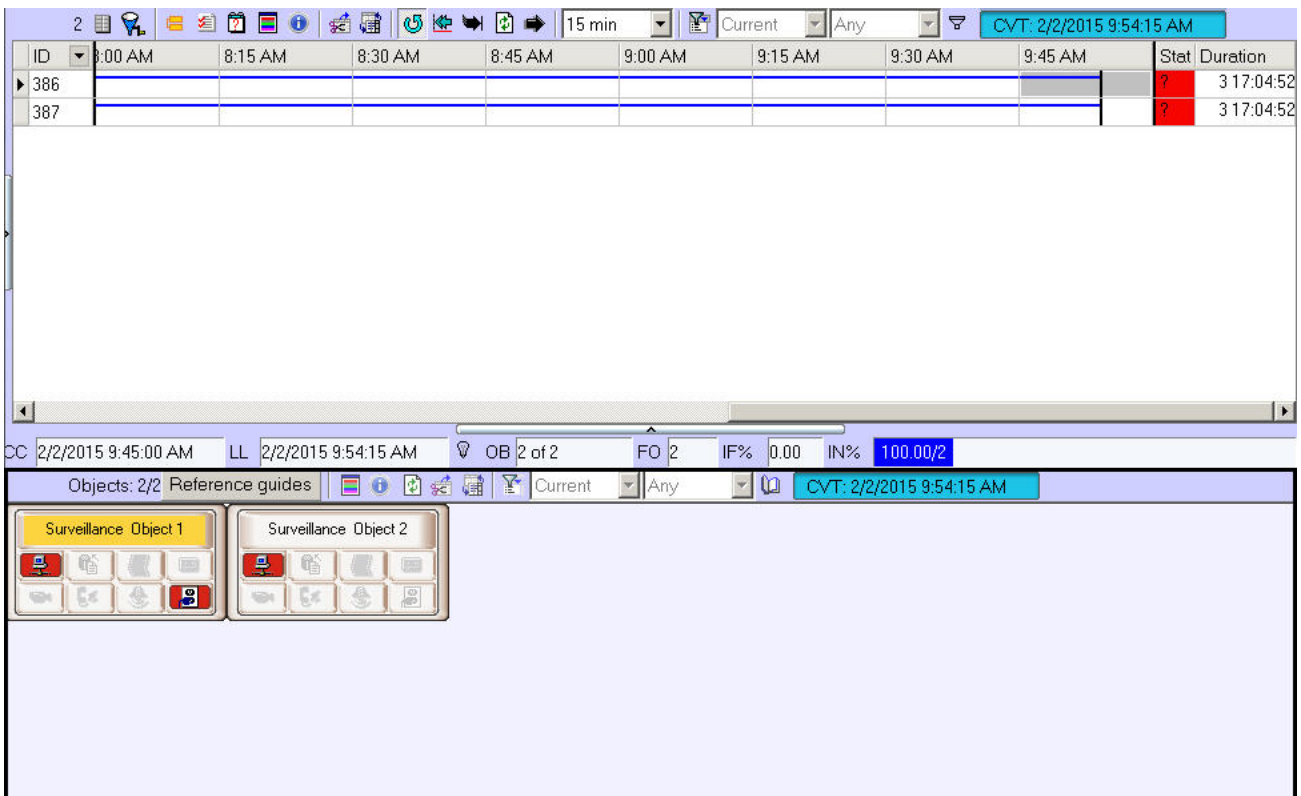 2 15 min Current Any CVT: 2/2/2015 9:54:15 AM
ID 8:00 AM 8:15 AM 8:30 AM 8:45 AM 9:00 AM 9:15 AM 9:30 AM 9:45 AM Stat Duration
386 ? 3 17:04:52
387 ? 3 17:04:52
CC 2/2/2015 9:45:00 AM LL 2/2/2015 9:54:15 AM OB 2 of 2 FO 2 IF% 0.00 IN% 100.00/2
Objects: 2/2 Reference guides Current Any CVT: 2/2/2015 9:54:15 AM
Surveillance Object 1 Surveillance Object 2